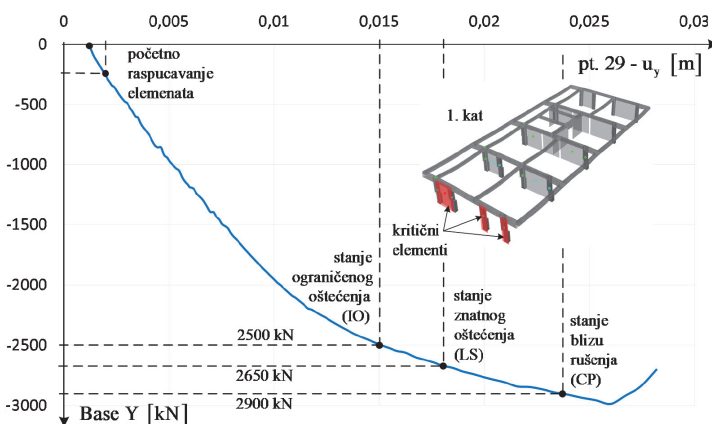 0
0,005
0,01
0,015
0,02
0,025
0,03
0
-500
-1000
-1500
-2000
-2500
-3000
pt. 29 - uy [m]
početno
raspucavanje
elemenata
1. kat
kritični
elementi
stanje
ograničenog
oštećenja
(IO)
stanje
znatnog
oštećenja
(LS)
stanje
blizu
rušenja
(CP)
2500 kN
2650 kN
2900 kN
Base Y [kN]